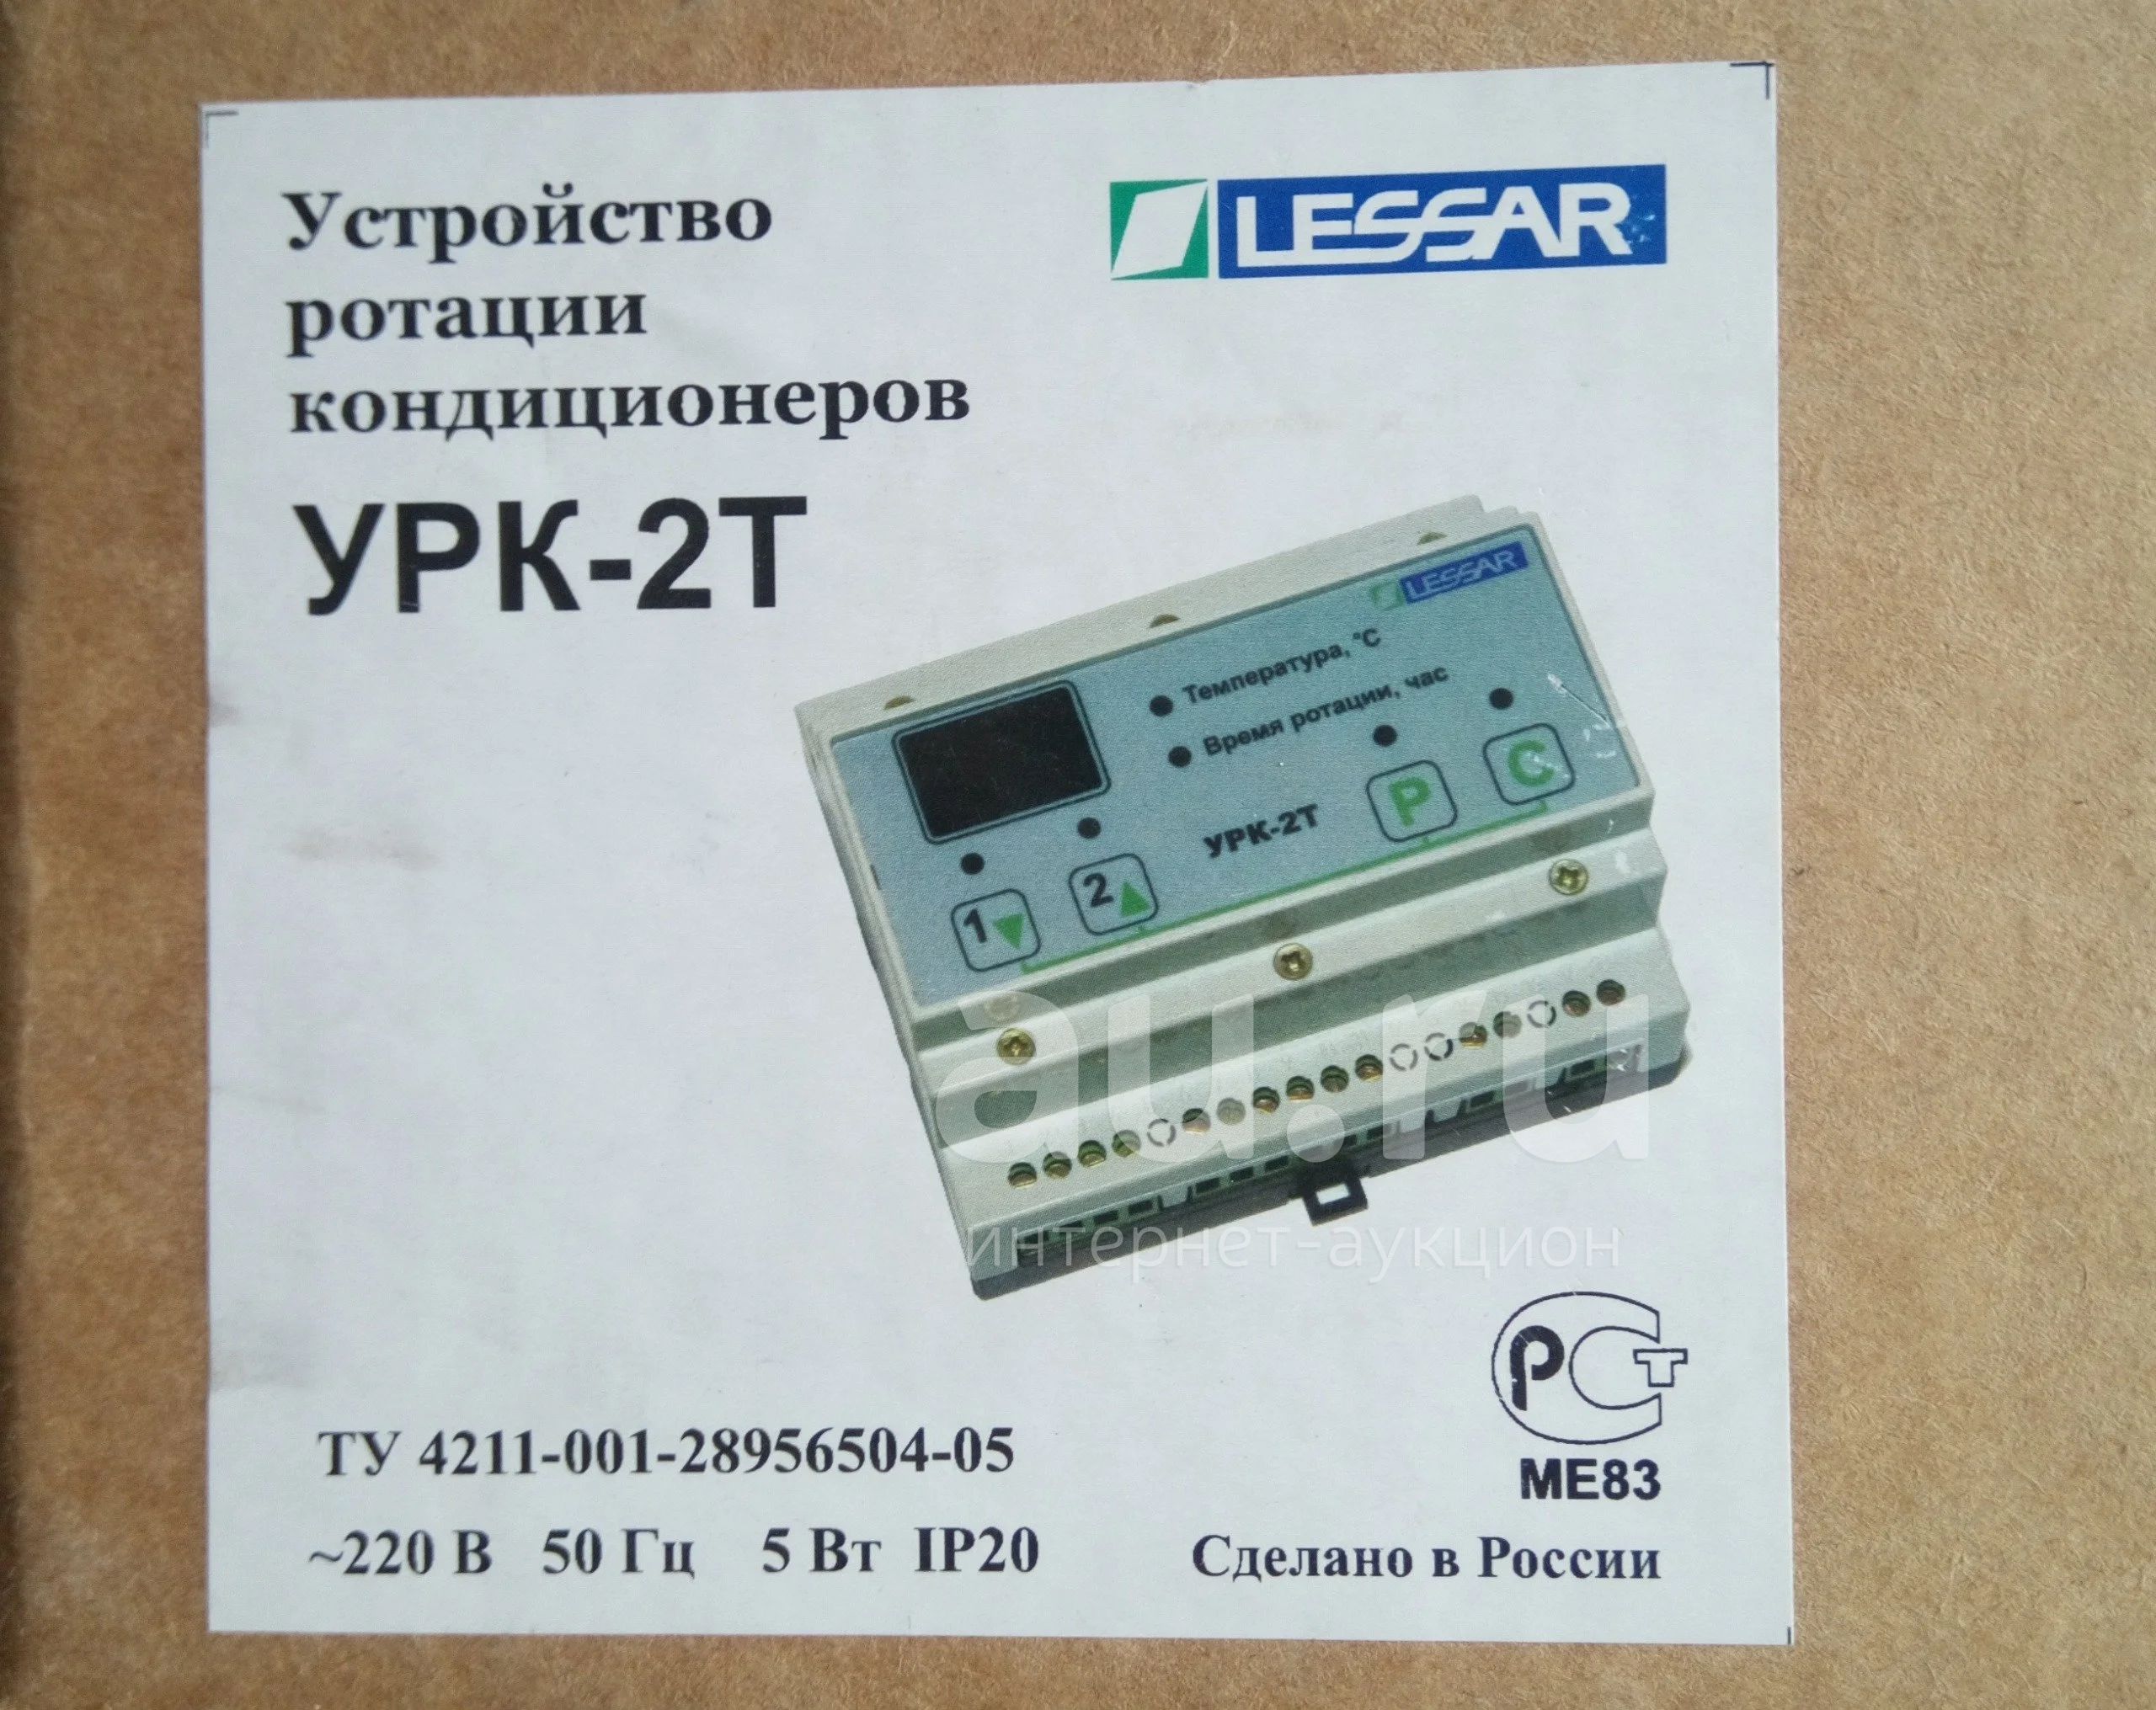 Устройство
ротации
кондиционеров
LESSAR
УРК-2Т
LESSAR
Температура, °С
Время ротации, час
1 2 УРК-2Т Р С
au.ru
интернет-аукцион
РСТ
МЕ83
ТУ 4211-001-28956504-05
~220 В 50 Гц 5 Вт IP20
Сделано в России